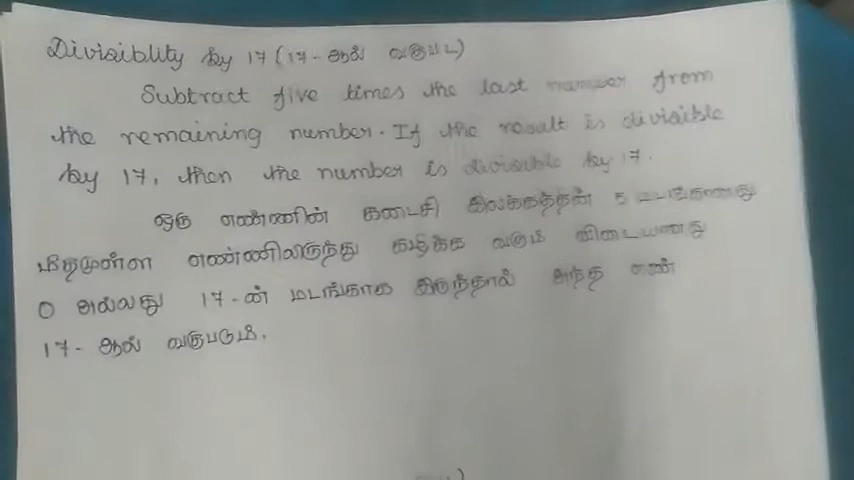 Divisiblity by 17 (17-ஆல் வகுபட)
Subtract five times the last number from
the remaining number. If the result is divisible
by 17, then the number is divisible by 17.
ஒரு எண்ணின் கடைசி இலக்கத்தின் 5 மடங்கானது
மீதமுள்ள எண்ணிலிருந்து கழிக்க வரும் விடையானது
0 அல்லது 17-ன் மடங்காக இருந்தால் அந்த எண்
17-ஆல் வகுபடும்.